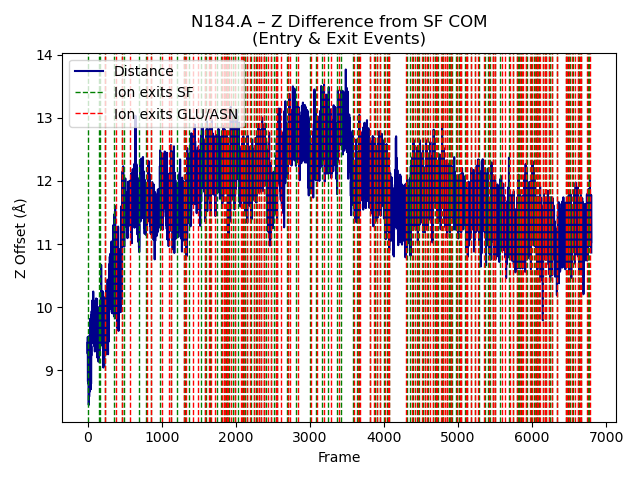 N184.A – Z Difference from SF COM
(Entry & Exit Events)
Distance
Ion exits SF
Ion exits GLU/ASN
Z Offset (Å)
14
13
12
11
10
9
0
1000
2000
3000
4000
5000
6000
7000
Frame